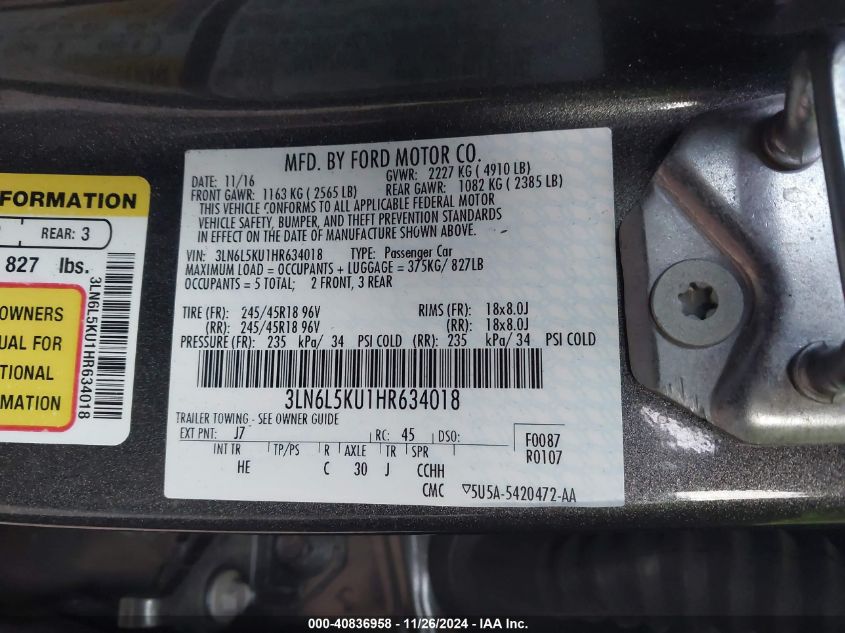 MFD. BY FORD MOTOR CO.
DATE: 11/16 GVWR: 2227 KG ( 4910 LB)
FRONT GAWR: 1163 KG ( 2565 LB) REAR GAWR: 1082 KG ( 2385 LB)
THIS VEHICLE CONFORMS TO ALL APPLICABLE FEDERAL MOTOR
VEHICLE SAFETY, BUMPER, AND THEFT PREVENTION STANDARDS
IN EFFECT ON THE DATE OF MANUFACTURE SHOWN ABOVE.
VIN: 3LN6L5KU1HR634018 TYPE: Passenger Car
MAXIMUM LOAD = OCCUPANTS + LUGGAGE = 375KG/ 827LB
OCCUPANTS = 5 TOTAL; 2 FRONT, 3 REAR
TIRE (FR): 245/45R18 96V RIMS (FR): 18x8.0J
(RR): 245/45R18 96V (RR): 18x8.0J
PRESSURE (FR): 235 kPa/ 34 PSI COLD (RR): 235 kPa/ 34 PSI COLD
3LN6L5KU1HR634018
TRAILER TOWING - SEE OWNER GUIDE
EXT PNT: J7 RC: 45 DSO: F0087
INT TR TP/PS R AXLE TR SPR R0107
HE C 30 J CCHH
CMC ▽5U5A-5420472-AA
FORMATION
REAR: 3
827 lbs.
OWNERS
UAL FOR
TIONAL
RMATION
3LN6L5KU1HR634018
000-40836958 - 11/26/2024 - IAA Inc.